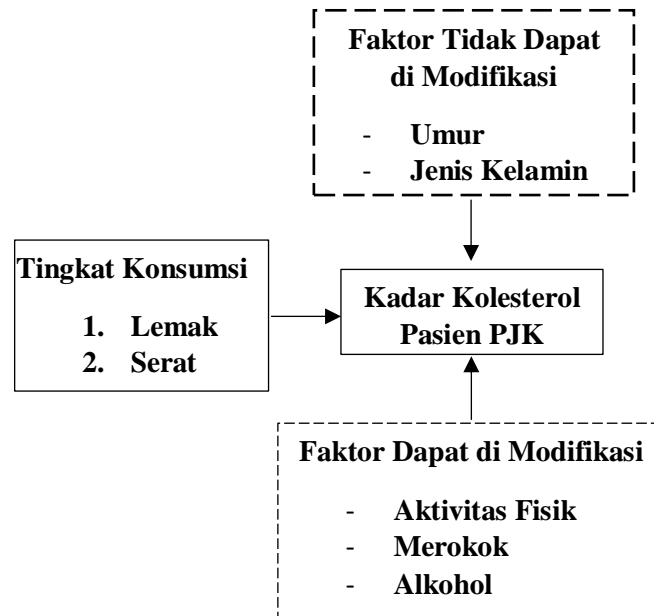 Faktor Tidak Dapat
di Modifikasi
- Umur
- Jenis Kelamin
Tingkat Konsumsi
1. Lemak
2. Serat
Kadar Kolesterol
Pasien PJK
Faktor Dapat di Modifikasi
- Aktivitas Fisik
- Merokok
- Alkohol